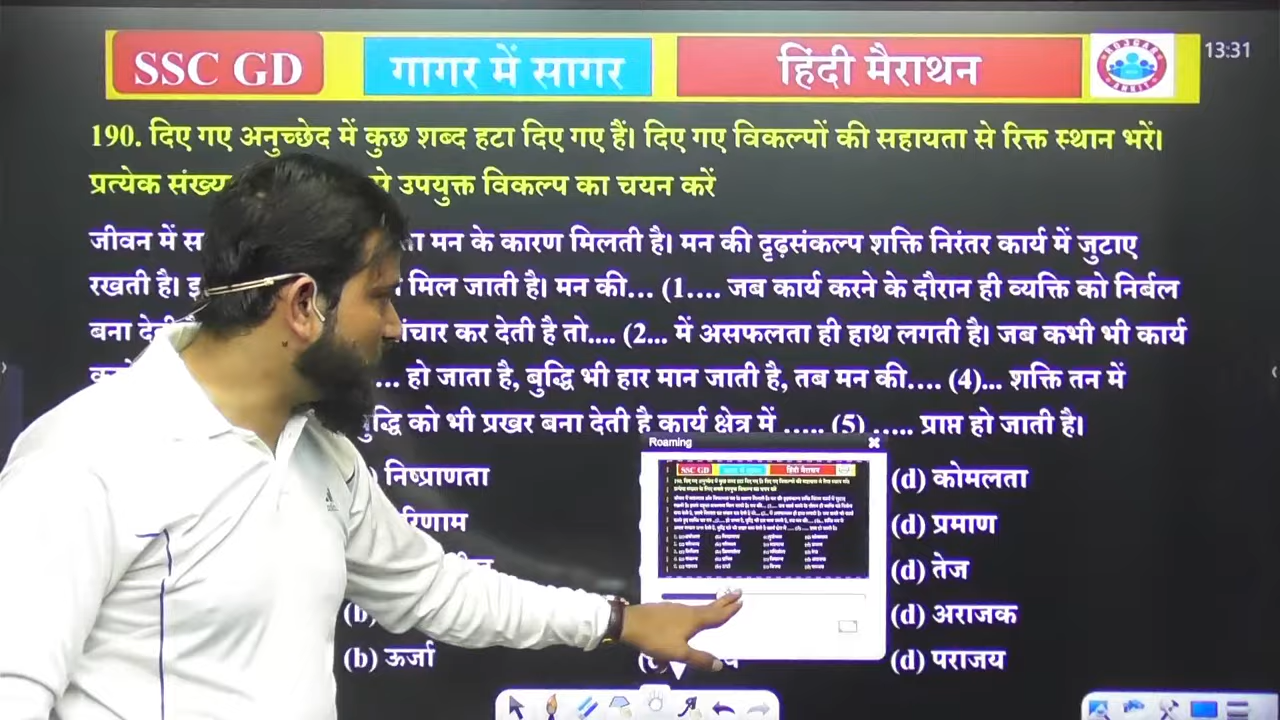 SSC GD
गागर में सागर
हिंदी मैराथन
13:31
190. दिए गए अनुच्छेद में कुछ शब्द हटा दिए गए हैं। दिए गए विकल्पों की सहायता से रिक्त स्थान भरें।
प्रत्येक उपयुक्त विकल्प का चयन करें
जीवन में मन के कारण मिलती है। मन की दृढ़संकल्प शक्ति निरंतर कार्य में जुटाए
रखती है। मिल जाती है। मन की... (1.... जब कार्य करने के दौरान ही व्यक्ति को निर्बल
बना कर देती है तो.... (2... में असफलता ही हाथ लगती है। जब कभी भी कार्य
... हो जाता है, बुद्धि भी हार मान जाती है, तब मन की.... (4)... शक्ति तन में
को भी प्रखर बना देती है कार्य क्षेत्र में ..... (5) ..... प्राप्त हो जाती है।
Roaming
निष्प्राणता
(d) कोमलता
(d) प्रमाण
(d) तेज
(b)
(d) अराजक
(b) ऊर्जा
(d) पराजय